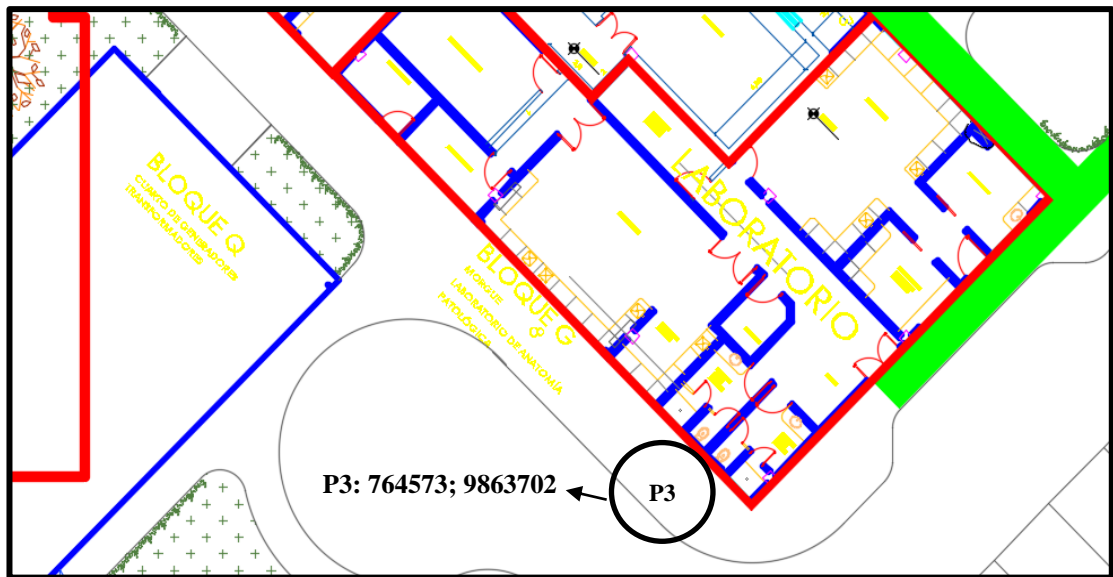 BLOQUE Q
CUARTO DE GENERADORES
TRANSFORMADORES
LABORATORIO
BLOQUE G
MORGUE
&
LABORATORIO DE ANATOMÍA
PATOLÓGICA
P3: 764573; 9863702
P3